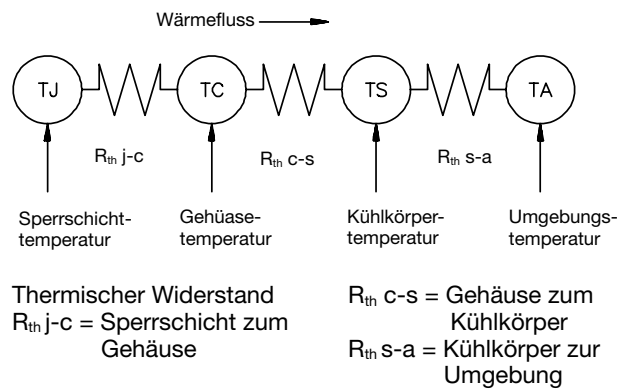 Wärmefluss
TJ TC TS TA
Rth j-c Rth c-s Rth s-a
Sperrschicht-
temperatur
Gehüase-
temperatur
Kühlkörper-
temperatur
Umgebungs-
temperatur
Thermischer Widerstand
Rth j-c = Sperrschicht zum
Gehäuse
Rth c-s = Gehäuse zum
Kühlkörper
Rth s-a = Kühlkörper zur
Umgebung